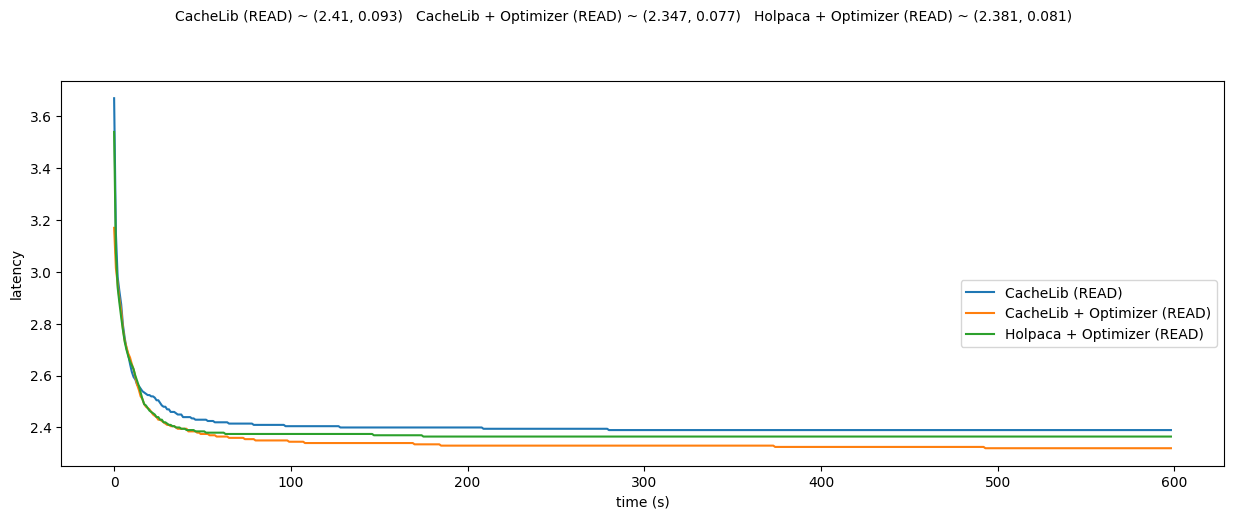 CacheLib (READ) ~ (2.41, 0.093)   CacheLib + Optimizer (READ) ~ (2.347, 0.077)   Holpaca + Optimizer (READ) ~ (2.381, 0.081)
3.6
3.4
3.2
3.0
2.8
2.6
2.4
latency
CacheLib (READ)
CacheLib + Optimizer (READ)
Holpaca + Optimizer (READ)
0 100 200 300 400 500 600
time (s)